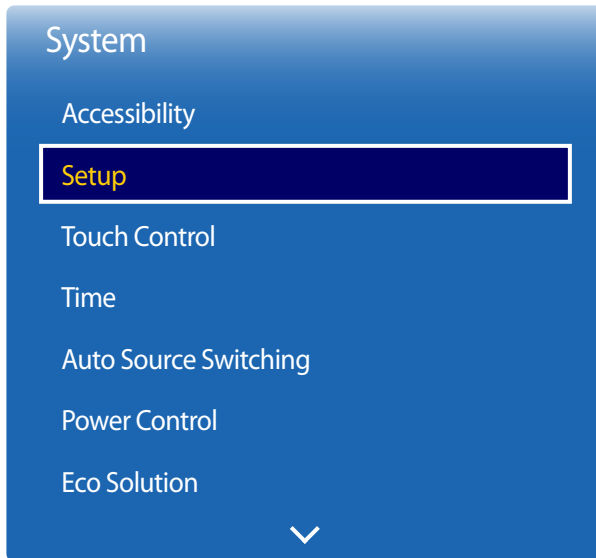 System
Accessibility
Setup
Touch Control
Time
Auto Source Switching
Power Control
Eco Solution